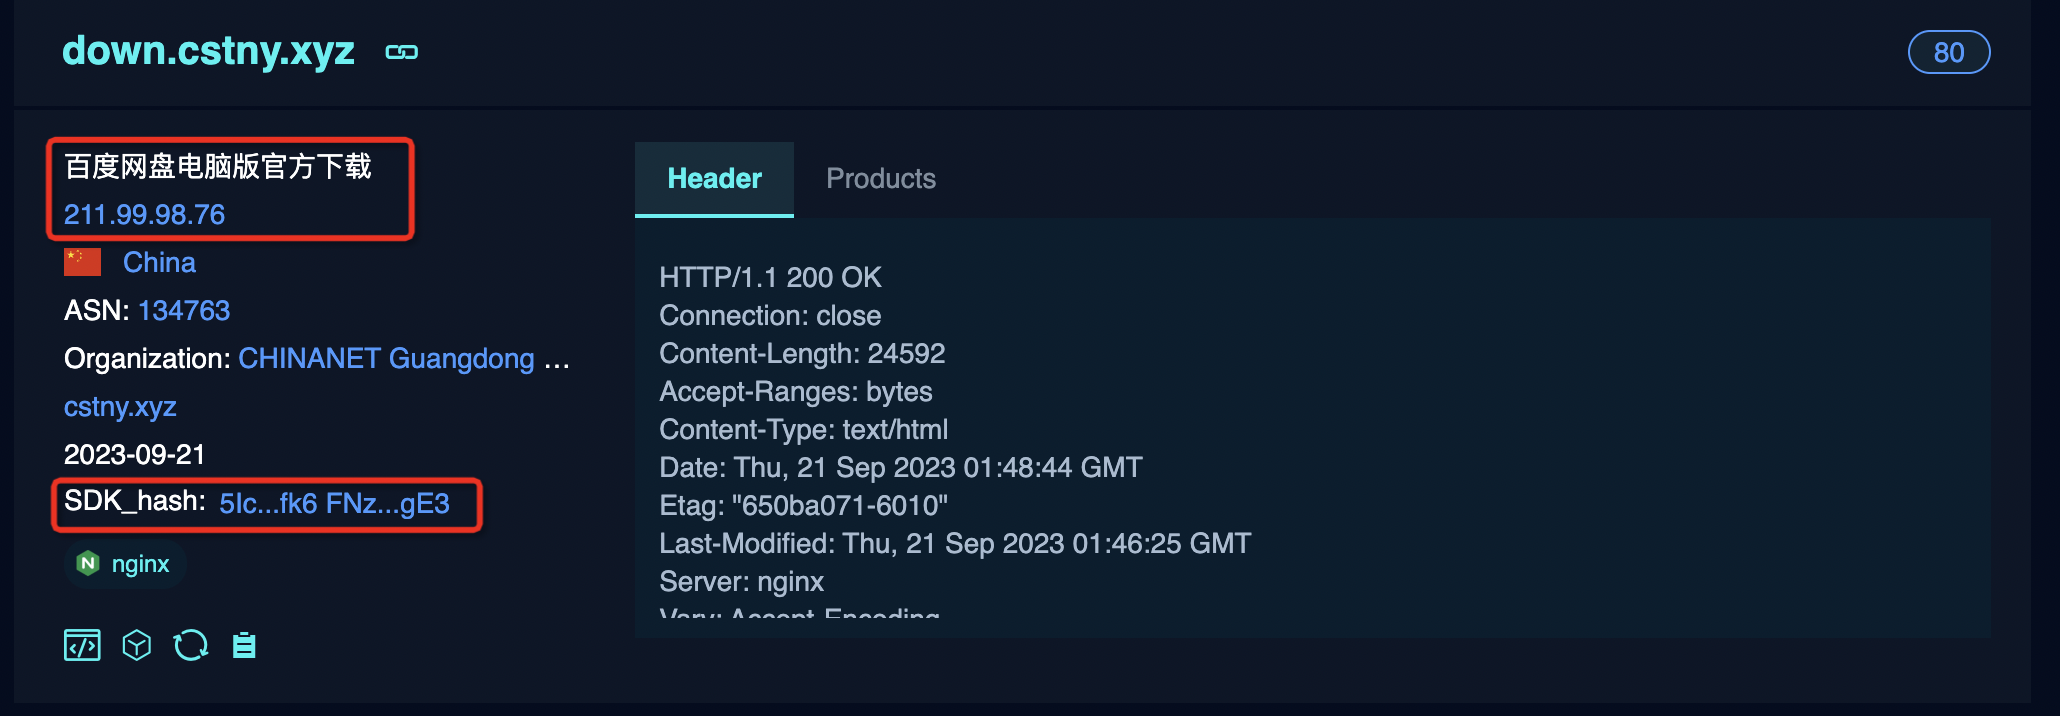 down.cstny.xyz
80
百度网盘电脑版官方下载
211.99.98.76
China
ASN: 134763
Organization: CHINANET Guangdong ...
cstny.xyz
2023-09-21
SDK_hash: 5Ic...fk6 FNz...gE3
nginx
Header
Products
HTTP/1.1 200 OK
Connection: close
Content-Length: 24592
Accept-Ranges: bytes
Content-Type: text/html
Date: Thu, 21 Sep 2023 01:48:44 GMT
Etag: "650ba071-6010"
Last-Modified: Thu, 21 Sep 2023 01:46:25 GMT
Server: nginx
Vary: Accept-Encoding